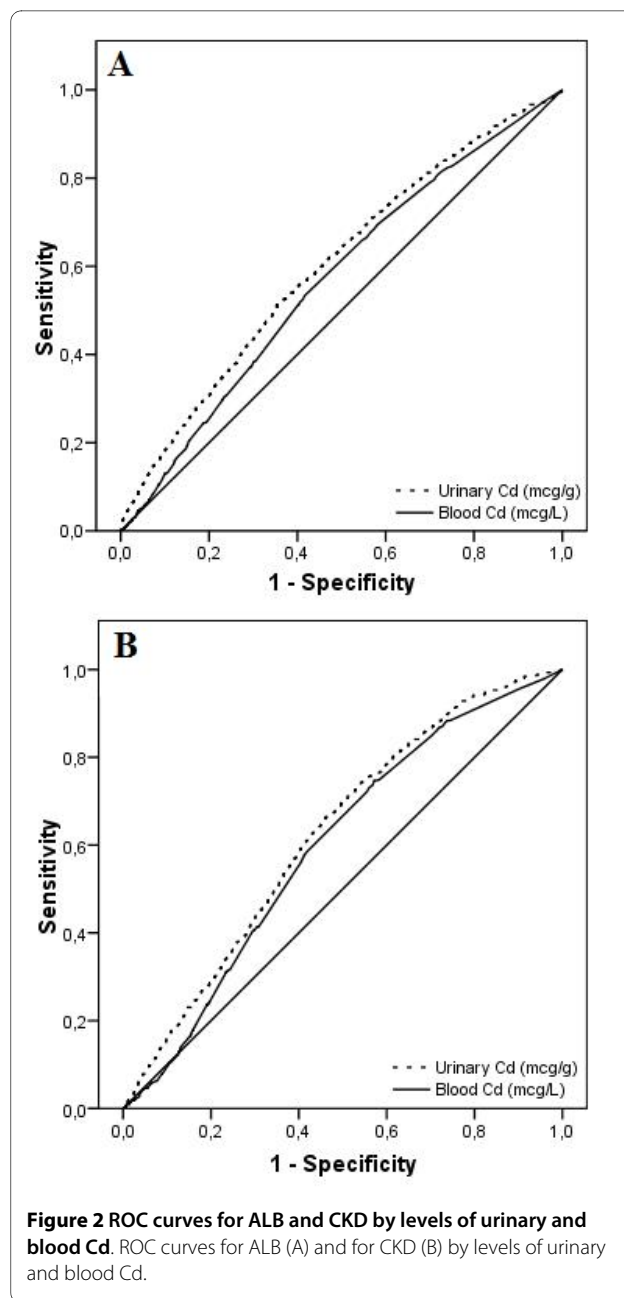 A
1,0
0,8
0,6
0,4
0,2
0,0
Sensitivity
Urinary Cd (mcg/g)
Blood Cd (mcg/L)
0,0 0,2 0,4 0,6 0,8 1,0
1 - Specificity
B
1,0
0,8
0,6
0,4
0,2
0,0
Sensitivity
Urinary Cd (mcg/g)
Blood Cd (mcg/L)
0,0 0,2 0,4 0,6 0,8 1,0
1 - Specificity
Figure 2 ROC curves for ALB and CKD by levels of urinary and
blood Cd. ROC curves for ALB (A) and for CKD (B) by levels of urinary
and blood Cd.